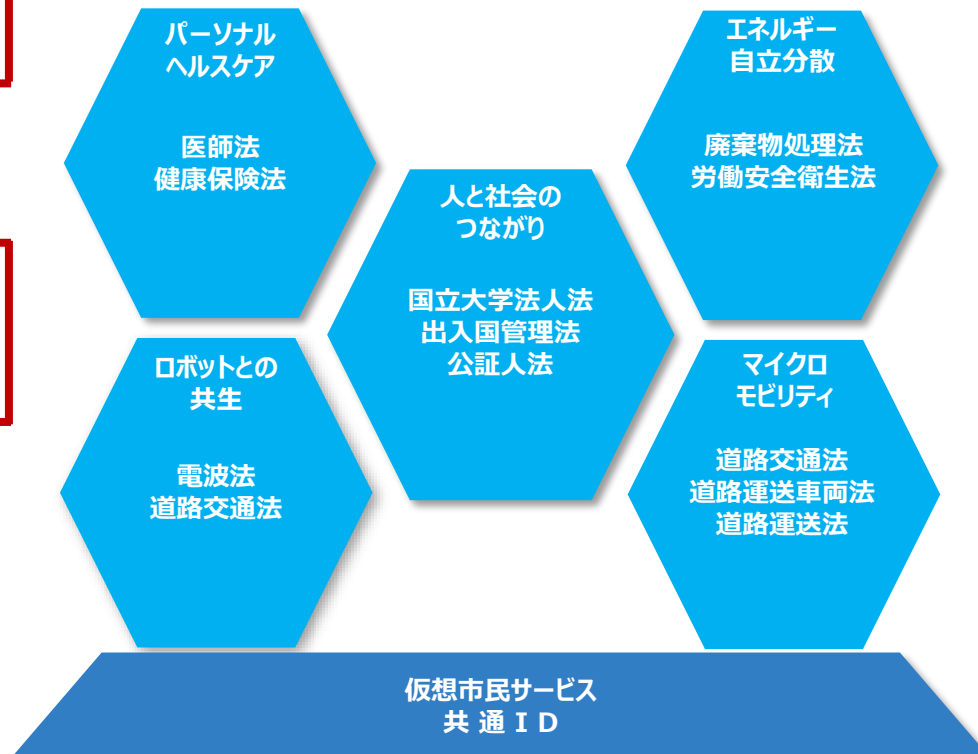 パーソナル
ヘルスケア
医師法
健康保険法
エネルギー
自立分散
廃棄物処理法
労働安全衛生法
人と社会の
つながり
国立大学法人法
出入国管理法
公証人法
ロボットとの
共生
電波法
道路交通法
マイクロ
モビリティ
道路交通法
道路運送車両法
道路運送法
仮想市民サービス
共 通 I D